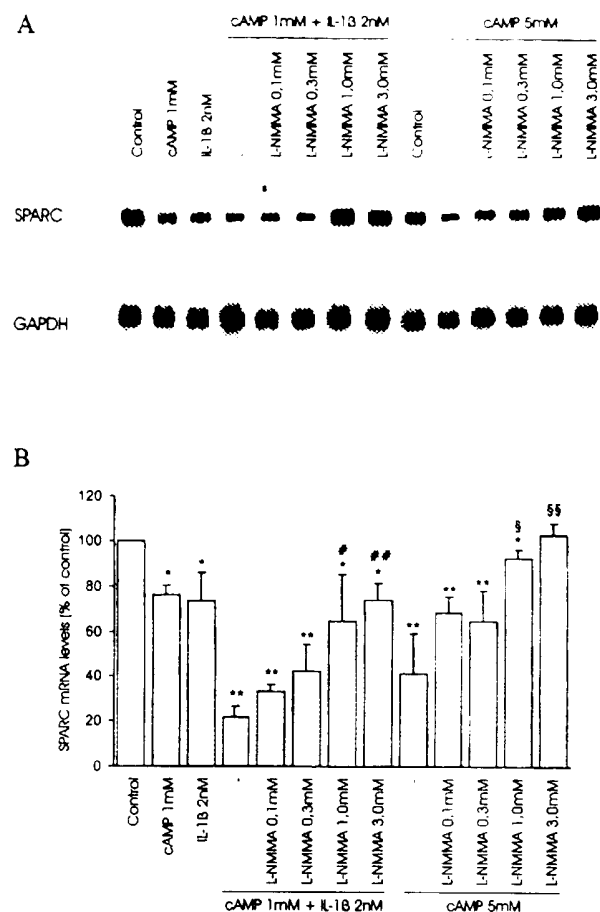 A
cAMP 1mM + IL-1B 2nM
cAMP 5mM
Control
cAMP 1mM
IL-1B 2nM
L-NMMA 0,1mM
L-NMMA 0,3mM
L-NMMA 1,0mM
L-NMMA 3,0mM
Control
L-NMMA 0,1mM
L-NMMA 0,3mM
L-NMMA 1,0mM
L-NMMA 3,0mM
SPARC
GAPDH
B
SPARC mRNA levels (% of control)
120
100
80
60
40
20
0
*
*
**
**
**
#
*
##
*
**
**
**
§
*
§§
Control
cAMP 1mM
IL-1B 2nM
L-NMMA 0,1mM
L-NMMA 0,3mM
L-NMMA 1,0mM
L-NMMA 3,0mM
L-NMMA 0,1mM
L-NMMA 0,3mM
L-NMMA 1,0mM
L-NMMA 3,0mM
cAMP 1mM + IL-1B 2nM
cAMP 5mM